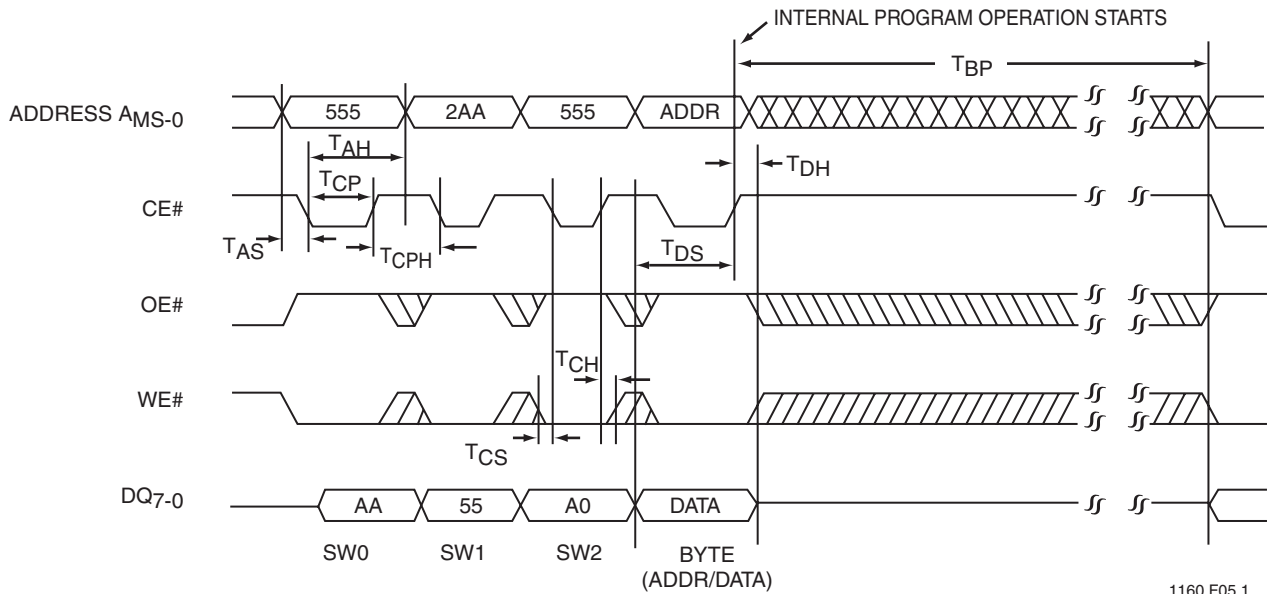 INTERNAL PROGRAM OPERATION STARTS
TBP
ADDRESS AMS-0
555
2AA
555
ADDR
TAH
TDH
TCP
CE#
TAS
TCPH
TDS
OE#
TCH
WE#
TCS
DQ7-0
AA
55
A0
DATA
SW0
SW1
SW2
BYTE
(ADDR/DATA)
1160 F05.1